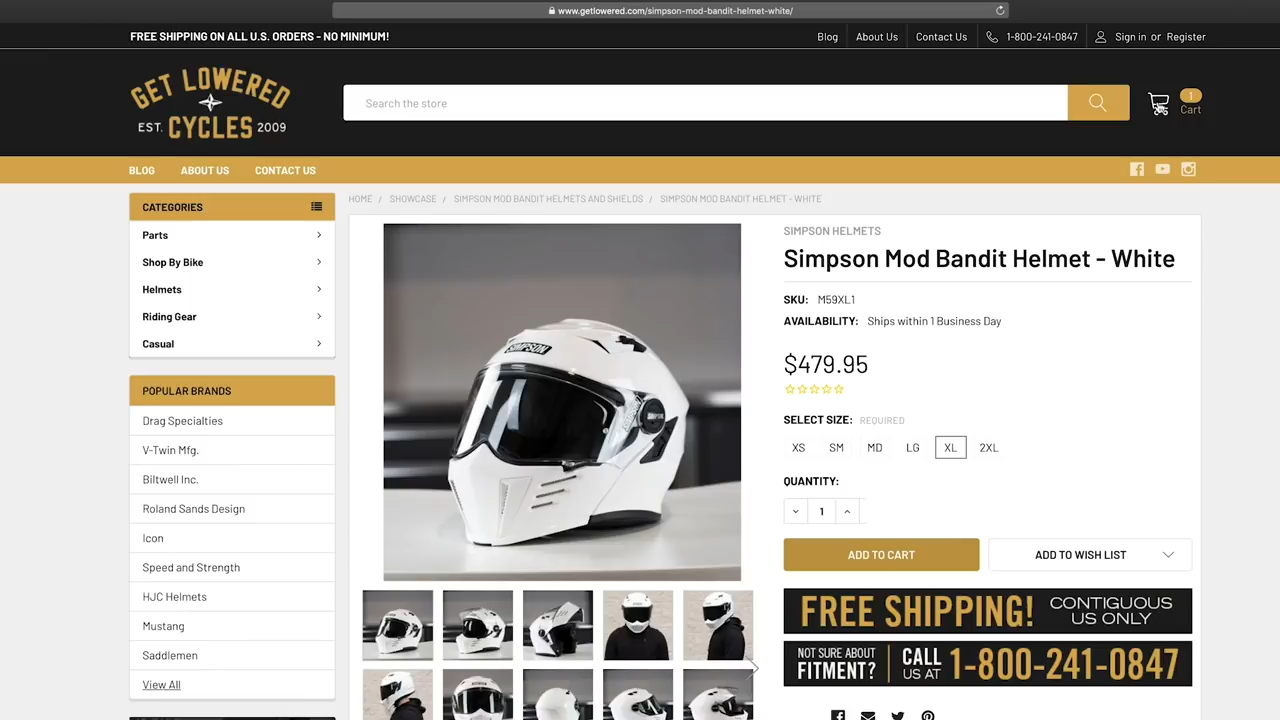 www.getlowered.com/simpson-mod-bandit-helmet-white/
FREE SHIPPING ON ALL U.S. ORDERS - NO MINIMUM!
Blog
About Us
Contact Us
1-800-241-0847
Sign in or Register
GET LOWERED
CYCLES
EST. 2009
Search the store
1
Cart
BLOG
ABOUT US
CONTACT US
CATEGORIES
Parts
Shop By Bike
Helmets
Riding Gear
Casual
POPULAR BRANDS
Drag Specialties
V-Twin Mfg.
Biltwell Inc.
Roland Sands Design
Icon
Speed and Strength
HJC Helmets
Mustang
Saddlemen
View All
HOME / SHOWCASE / SIMPSON MOD BANDIT HELMETS AND SHIELDS / SIMPSON MOD BANDIT HELMET - WHITE
SIMPSON
SIMPSON
SIMPSON HELMETS
Simpson Mod Bandit Helmet - White
SKU: M59XL1
AVAILABILITY: Ships within 1 Business Day
$479.95
SELECT SIZE: REQUIRED
XS SM MD LG XL 2XL
QUANTITY:
1
ADD TO CART
ADD TO WISH LIST
FREE SHIPPING! CONTIGUOUS
US ONLY
NOT SURE ABOUT
FITMENT?
CALL
US AT
1-800-241-0847